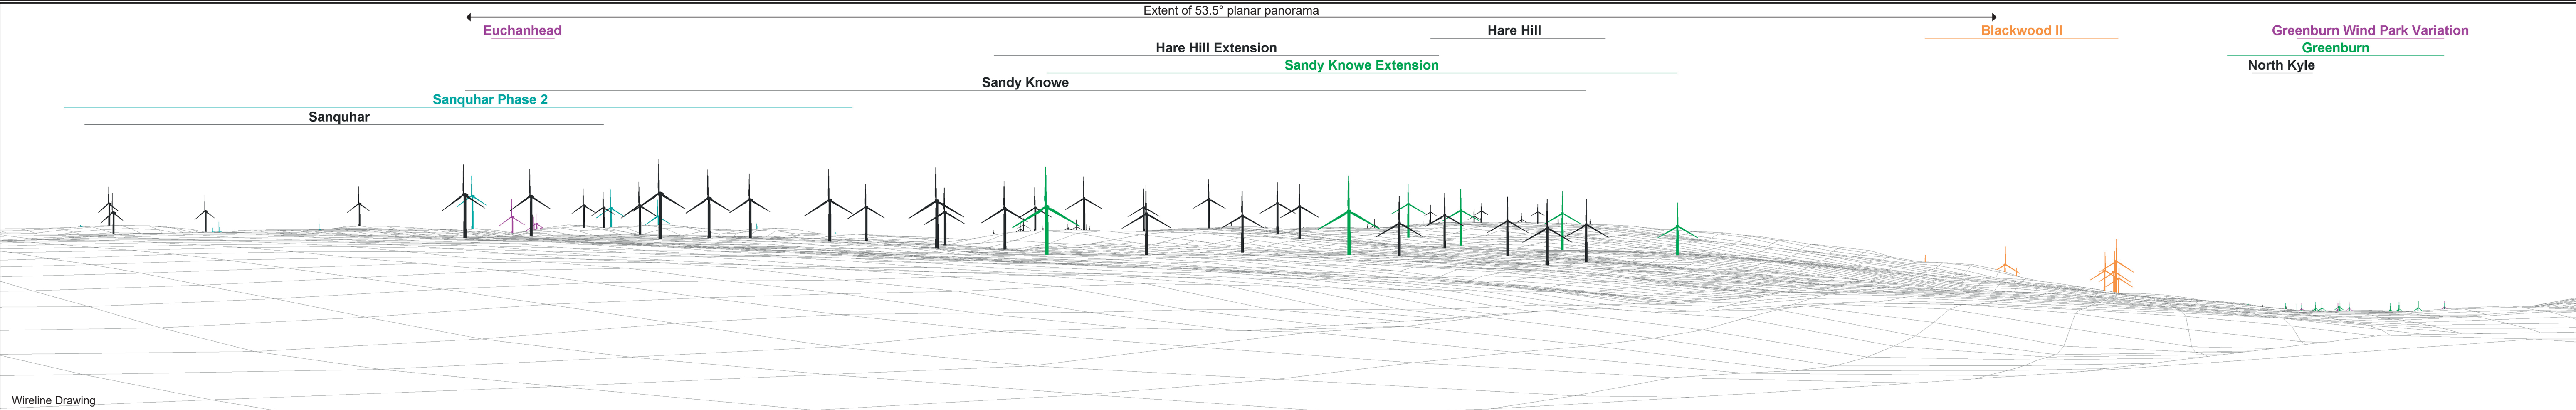 Extent of 53.5° planar panorama
Euchanhead
Hare Hill
Blackwood II
Greenburn Wind Park Variation
Hare Hill Extension
Greenburn
Sandy Knowe Extension
North Kyle
Sandy Knowe
Sanquhar Phase 2
Sanquhar
Wireline Drawing